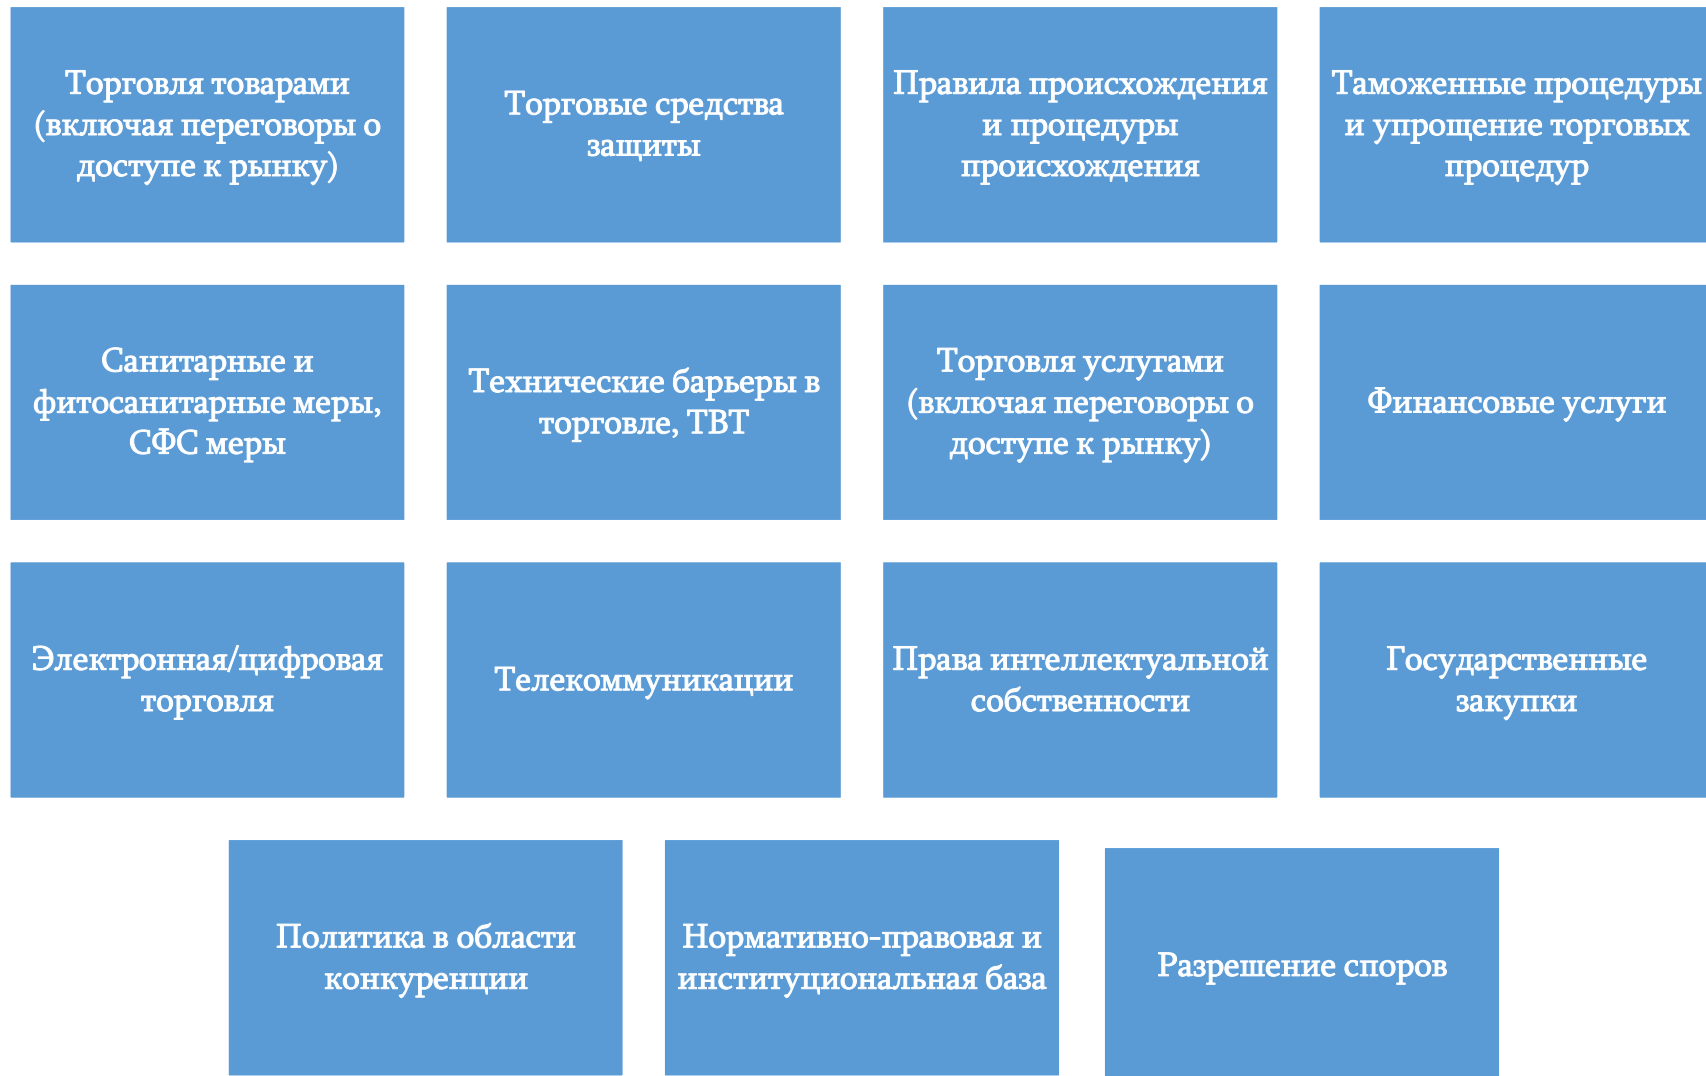 Торговля товарами
(включая переговоры о
доступе к рынку)
Торговые средства
защиты
Правила происхождения
и процедуры
происхождения
Таможенные процедуры
и упрощение торговых
процедур
Санитарные и
фитосанитарные меры,
СФС меры
Технические барьеры в
торговле, ТВТ
Торговля услугами
(включая переговоры о
доступе к рынку)
Финансовые услуги
Электронная/цифровая
торговля
Телекоммуникации
Права интеллектуальной
собственности
Государственные
закупки
Политика в области
конкуренции
Нормативно-правовая и
институциональная база
Разрешение споров